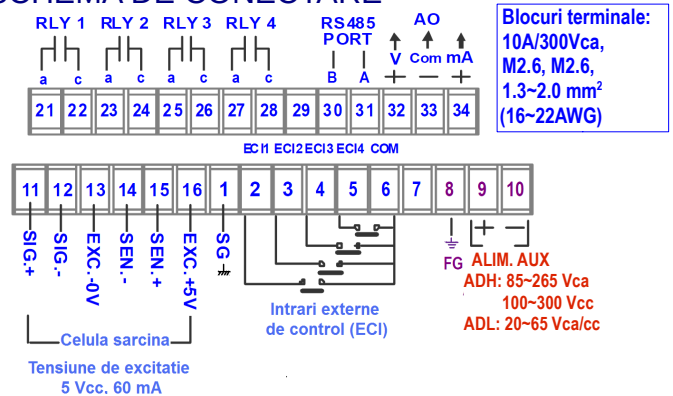 SCHEMA DE CONECTARE
RLY 1 RLY 2 RLY 3 RLY 4
RS485 PORT
AO
V Com mA
a c a c a c a c B A + - - +
21 22 23 24 25 26 27 28 29 30 31 32 33 34
Blocuri terminale:
10A/300Vca,
M2.6, M2.6,
1.3~2.0 mm²
(16~22AWG)
ECI1 ECI2 ECI3 ECI4 COM
11 12 13 14 15 16 1 2 3 4 5 6 7 8 9 10
SIG.+
SIG.-
EXC.-0V
SEN.-
SEN.+
EXC.+5V
SG
FG
+ -
Celula sarcina
Tensiune de excitatie
5 Vcc, 60 mA
Intrari externe
de control (ECI)
ALIM. AUX
ADH: 85~265 Vca
100~300 Vcc
ADL: 20~65 Vca/cc